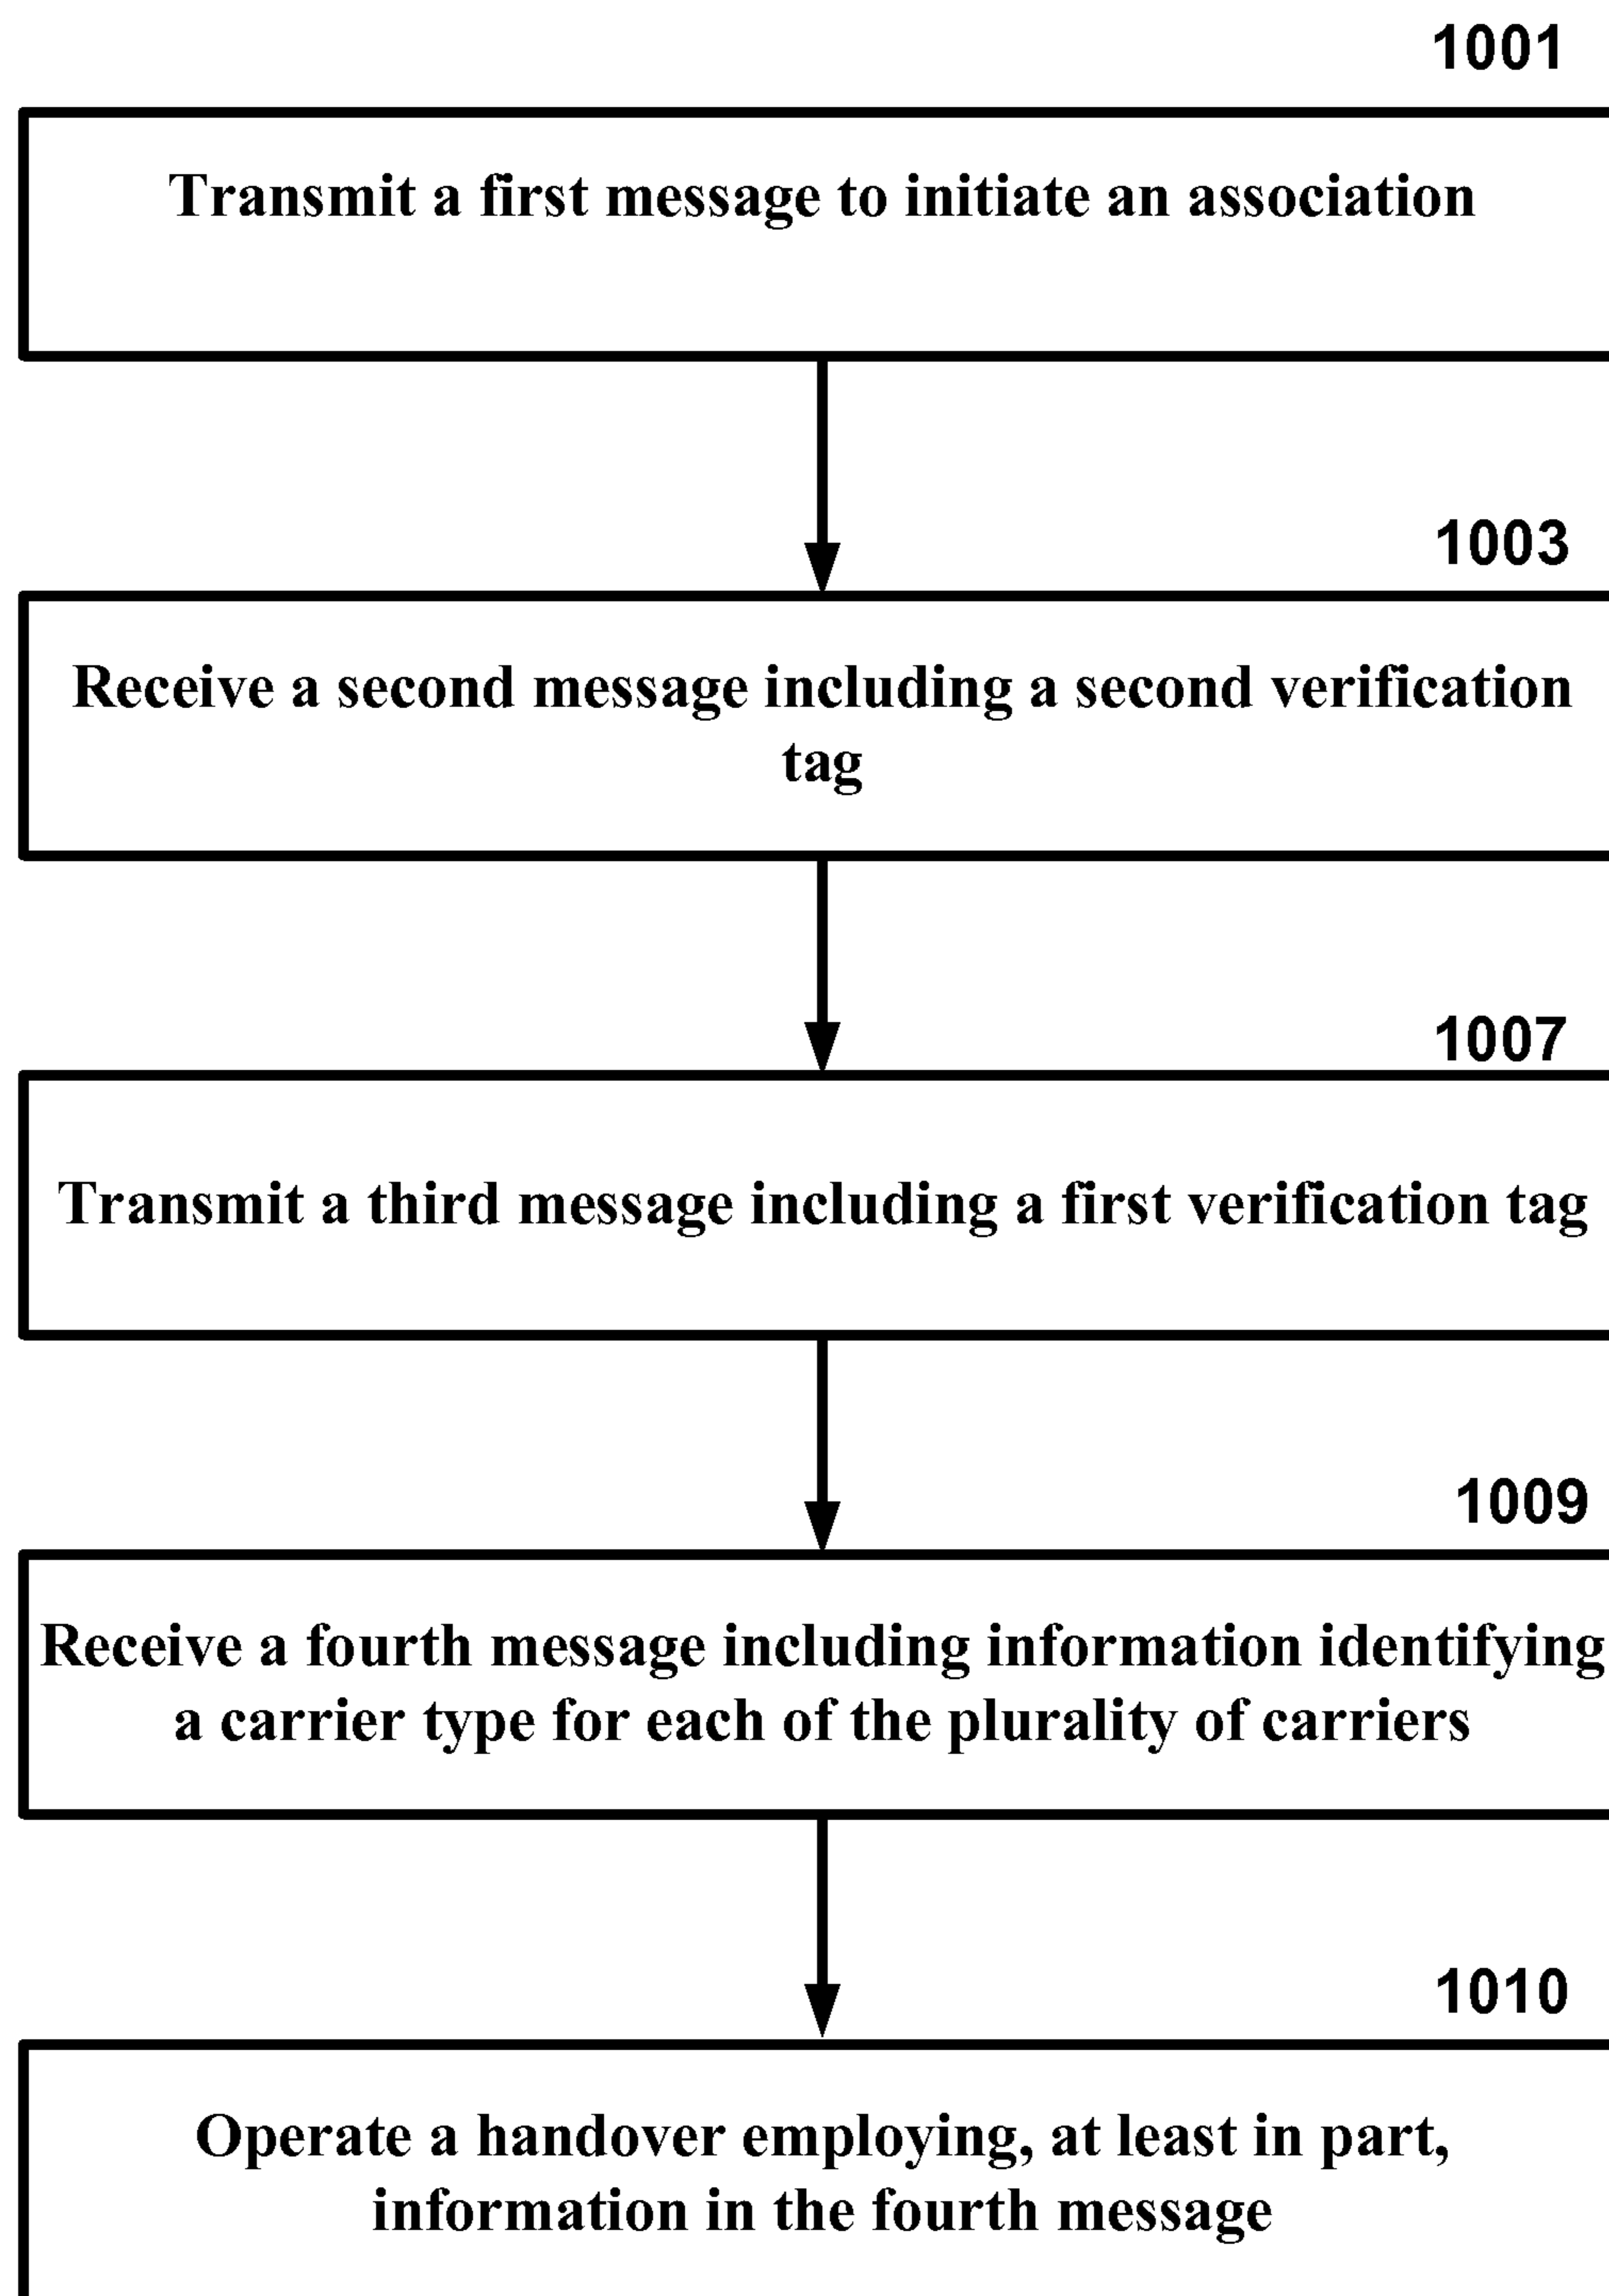 1001
Transmit a first message to initiate an association
1003
Receive a second message including a second verification
tag
1007
Transmit a third message including a first verification tag
1009
Receive a fourth message including information identifying
a carrier type for each of the plurality of carriers
1010
Operate a handover employing, at least in part,
information in the fourth message